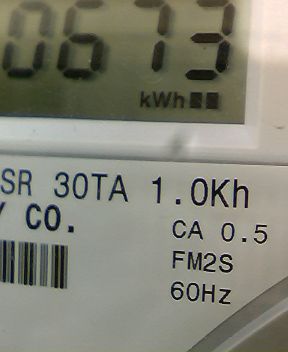 0673
kWh
SR 30TA 1.0Kh
Y CO.
CA 0.5
FM2S
60Hz